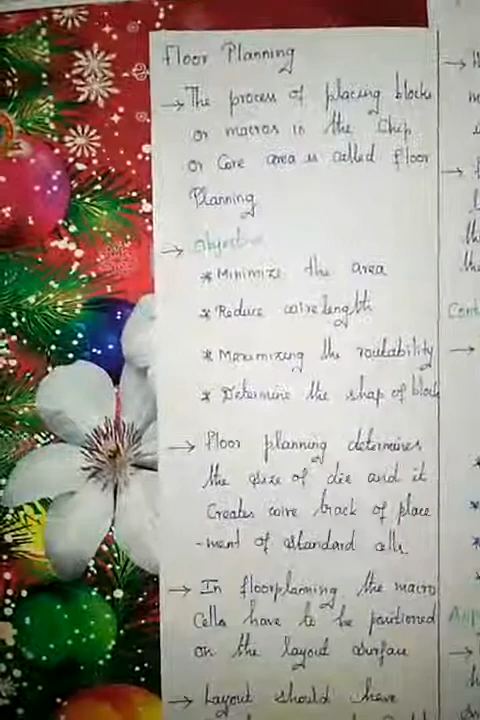 Floor Planning
→ The process of placing blocks
or macros in the chip
or Core area is called floor
Planning
→ Objective
* Minimize the area
* Reduce wirelength
* Maximizing the routability
* Determine the shap of block
→ Floor planning determines
the size of die and it
Creates wire track of place
-ment of standard cells.
→ In floorplanning, the macro
Cells have to be positioned
on the layout surface
→ Layout should have